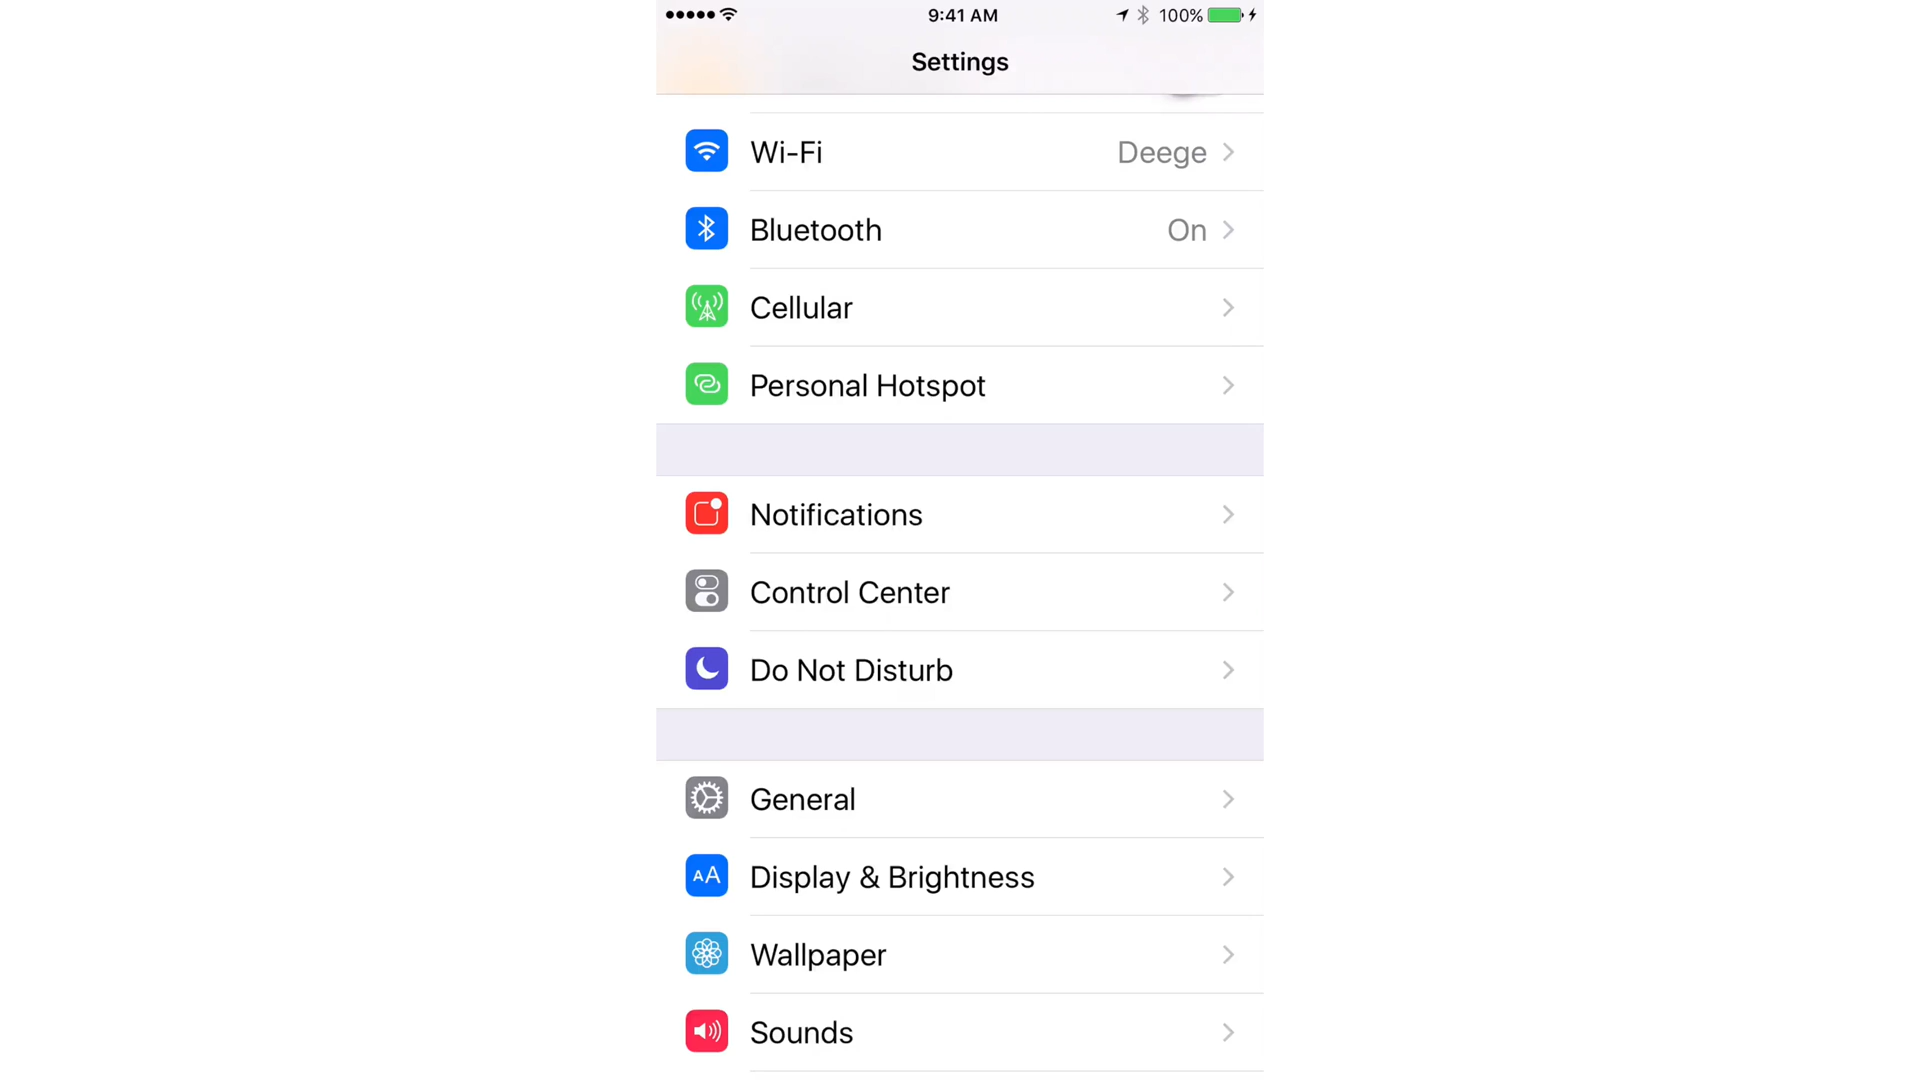 9:41 AM 100%
Settings
Wi-Fi Deege
Bluetooth On
Cellular
Personal Hotspot
Notifications
Control Center
Do Not Disturb
General
AA Display & Brightness
Wallpaper
Sounds